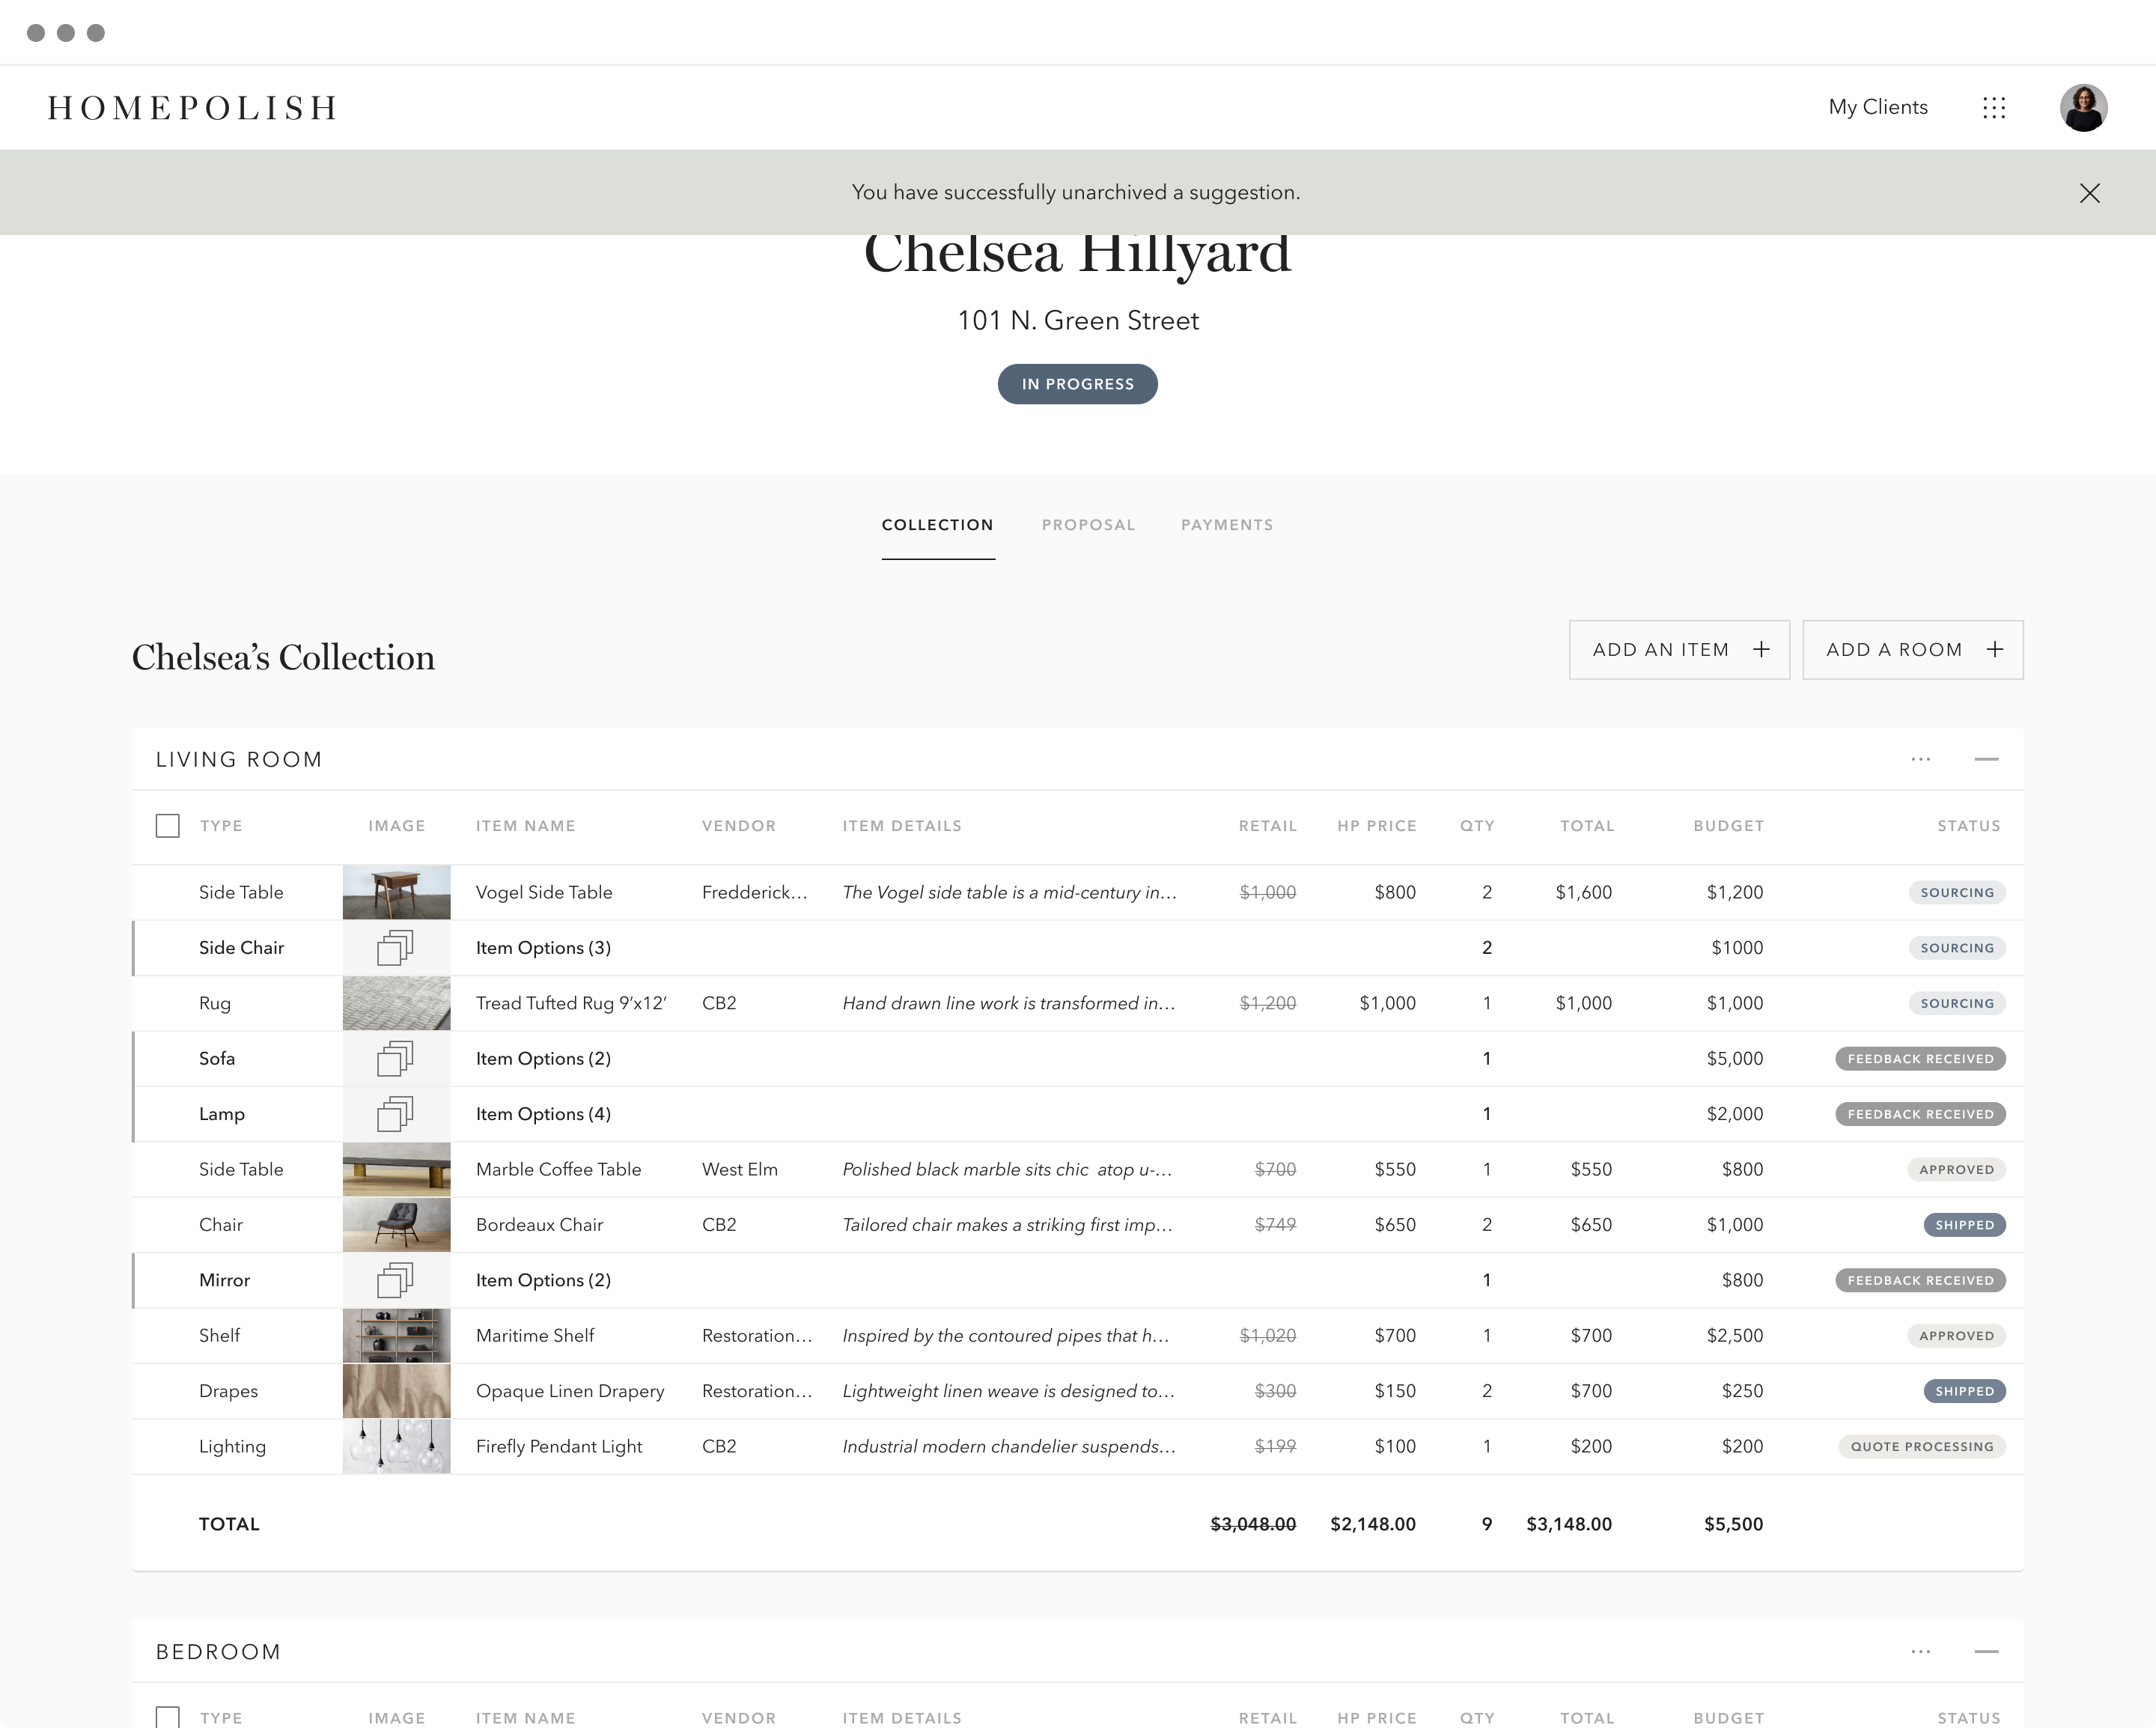 HOMEPOLISH My Clients
You have successfully unarchived a suggestion.
Chelsea Hillyard
101 N. Green Street
IN PROGRESS
COLLECTION PROPOSAL PAYMENTS
Chelsea’s Collection ADD AN ITEM + ADD A ROOM +
LIVING ROOM
TYPE IMAGE ITEM NAME VENDOR ITEM DETAILS RETAIL HP PRICE QTY TOTAL BUDGET STATUS
Side Table Vogel Side Table Fredderick… The Vogel side table is a mid-century in… $1,000 $800 2 $1,600 $1,200 SOURCING
Side Chair Item Options (3) 2 $1000 SOURCING
Rug Tread Tufted Rug 9’x12’ CB2 Hand drawn line work is transformed in… $1,200 $1,000 1 $1,000 $1,000 SOURCING
Sofa Item Options (2) 1 $5,000 FEEDBACK RECEIVED
Lamp Item Options (4) 1 $2,000 FEEDBACK RECEIVED
Side Table Marble Coffee Table West Elm Polished black marble sits chic atop u-… $700 $550 1 $550 $800 APPROVED
Chair Bordeaux Chair CB2 Tailored chair makes a striking first imp… $749 $650 2 $650 $1,000 SHIPPED
Mirror Item Options (2) 1 $800 FEEDBACK RECEIVED
Shelf Maritime Shelf Restoration… Inspired by the contoured pipes that h… $1,020 $700 1 $700 $2,500 APPROVED
Drapes Opaque Linen Drapery Restoration… Lightweight linen weave is designed to… $300 $150 2 $700 $250 SHIPPED
Lighting Firefly Pendant Light CB2 Industrial modern chandelier suspends… $199 $100 1 $200 $200 QUOTE PROCESSING
TOTAL $3,048.00 $2,148.00 9 $3,148.00 $5,500
BEDROOM
TYPE IMAGE ITEM NAME VENDOR ITEM DETAILS RETAIL HP PRICE QTY TOTAL BUDGET STATUS